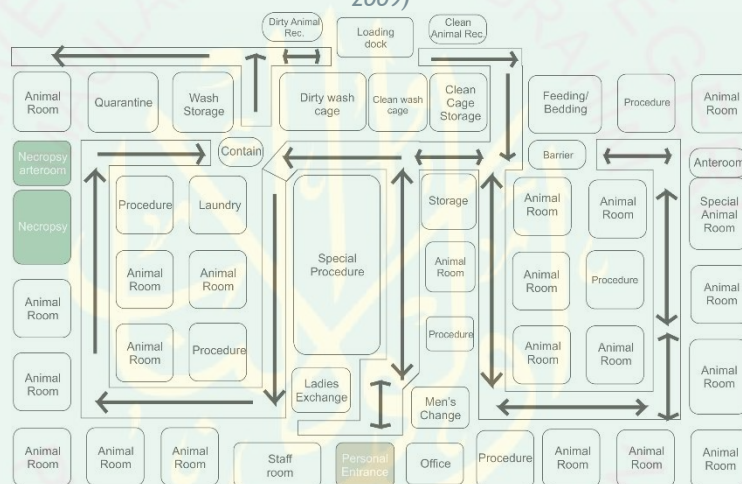 2009)
Dirty Animal
Rec.
Loading
dock
Clean
Animal Rec.
Animal
Room
Quarantine
Wash
Storage
Dirty wash
cage
Clean wash
cage
Clean
Cage
Storage
Feeding/
Bedding
Procedure
Animal
Room
Necropsy
arteroom
Contain
Barrier
Anteroom
Necropsy
Procedure
Laundry
Special
Procedure
Storage
Animal
Room
Animal
Room
Special
Animal
Room
Animal
Room
Animal
Room
Animal
Room
Animal
Room
Animal
Room
Procedure
Animal
Room
Animal
Room
Animal
Room
Procedure
Procedure
Animal
Room
Animal
Room
Animal
Room
Ladies
Exchange
Men's
Change
Animal
Room
Animal
Room
Animal
Room
Staff
room
Personal
Entrance
Office
Procedure
Animal
Room
Animal
Room
Animal
Room